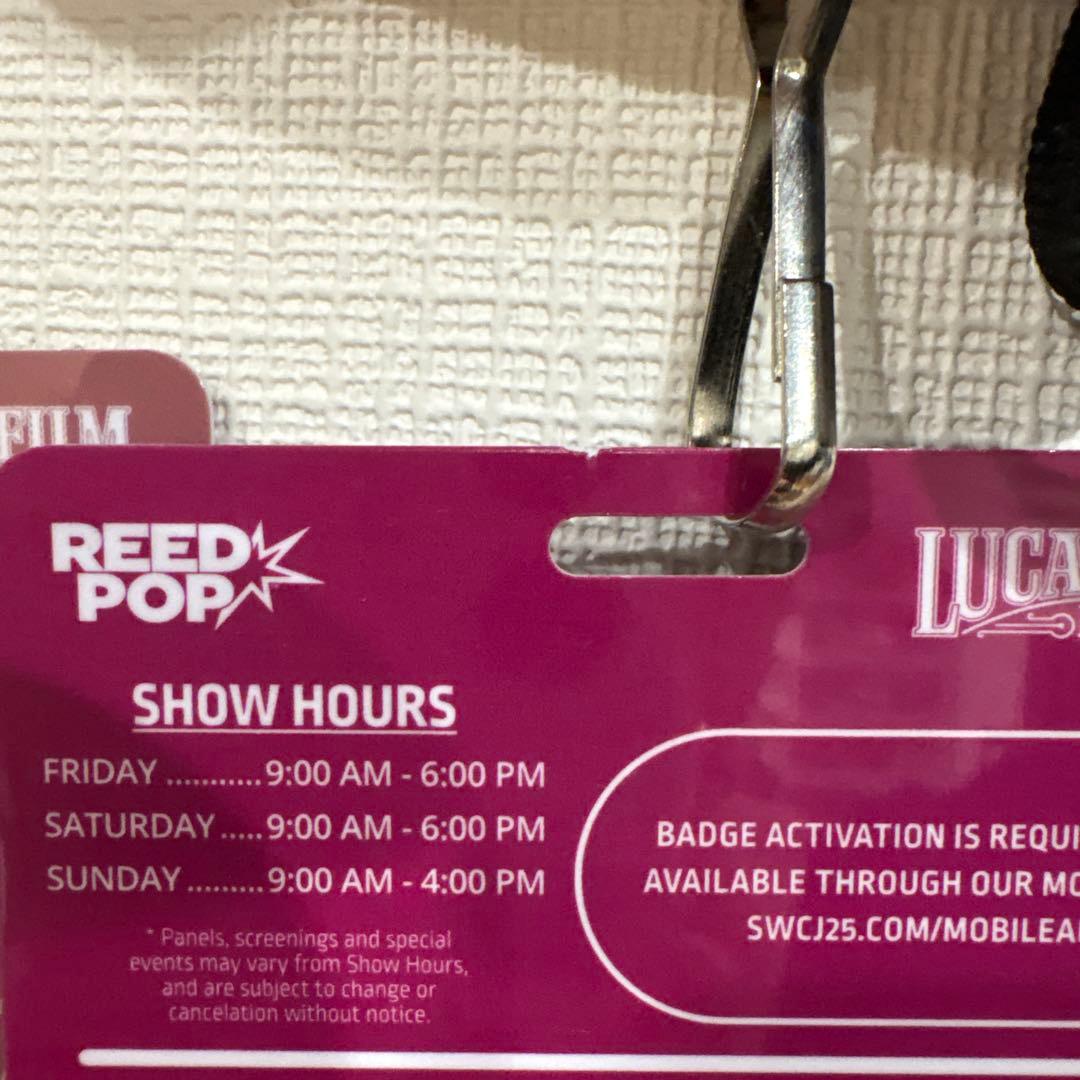 FILM
REED
POP
LUCA
SHOW HOURS
FRIDAY ........... 9:00 AM - 6:00 PM
SATURDAY ..... 9:00 AM - 6:00 PM
SUNDAY ......... 9:00 AM - 4:00 PM
* Panels, screenings and special
events may vary from Show Hours,
and are subject to change or
cancelation without notice.
BADGE ACTIVATION IS REQUI
AVAILABLE THROUGH OUR MO
SWCJ25.COM/MOBILEA